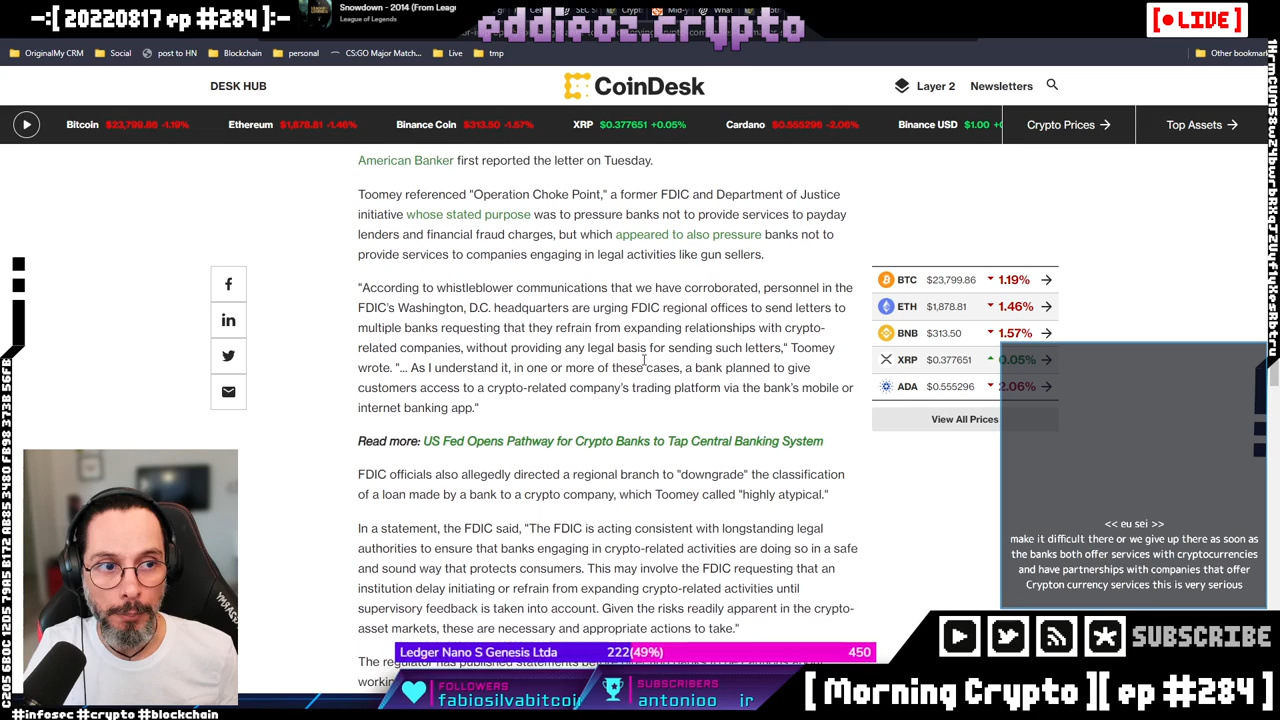 -:[ 20220817 ep #284 ]:-
Snowdown - 2014 (From Leag
League of Legends
eddieoz.crypto
[ ● LIVE ]
OriginalMy CRM
Social
post to HN
Blockchain
personal
CS:GO Major Match...
Live
tmp
Other bookmar
DESK HUB
CoinDesk
Layer 2
Newsletters
Bitcoin $23,799.86 -1.19%
Ethereum $1,878.81 -1.46%
Binance Coin $313.50 -1.57%
XRP $0.377651 +0.05%
Cardano $0.555296 -2.06%
Binance USD $1.00
Crypto Prices →
Top Assets →
American Banker first reported the letter on Tuesday.
Toomey referenced "Operation Choke Point," a former FDIC and Department of Justice
initiative whose stated purpose was to pressure banks not to provide services to payday
lenders and financial fraud charges, but which appeared to also pressure banks not to
provide services to companies engaging in legal activities like gun sellers.
"According to whistleblower communications that we have corroborated, personnel in the
FDIC's Washington, D.C. headquarters are urging FDIC regional offices to send letters to
multiple banks requesting that they refrain from expanding relationships with crypto-
related companies, without providing any legal basis for sending such letters," Toomey
wrote. "... As I understand it, in one or more of these cases, a bank planned to give
customers access to a crypto-related company's trading platform via the bank's mobile or
internet banking app."
Read more: US Fed Opens Pathway for Crypto Banks to Tap Central Banking System
FDIC officials also allegedly directed a regional branch to "downgrade" the classification
of a loan made by a bank to a crypto company, which Toomey called "highly atypical."
In a statement, the FDIC said, "The FDIC is acting consistent with longstanding legal
authorities to ensure that banks engaging in crypto-related activities are doing so in a safe
and sound way that protects consumers. This may involve the FDIC requesting that an
institution delay initiating or refrain from expanding crypto-related activities until
supervisory feedback is taken into account. Given the risks readily apparent in the crypto-
asset markets, these are necessary and appropriate actions to take."
BTC $23,799.86 1.19% →
ETH $1,878.81 1.46% →
BNB $313.50 1.57% →
XRP $0.377651 0.05% →
ADA $0.555296 2.06% →
View All Prices
<< eu sei >>
make it difficult there or we give up there as soon as
the banks both offer services with cryptocurrencies
and have partnerships with companies that offer
Crypton currency services this is very serious
Ledger Nano S Genesis Ltda 222(49%) 450
FOLLOWERS
fabiosilvabitcoin
SUBSCRIBERS
antonioo jr
SUBSCRIBE
[ Morning Crypto ][ ep #284 ]
#infosec #crypto #blockchain